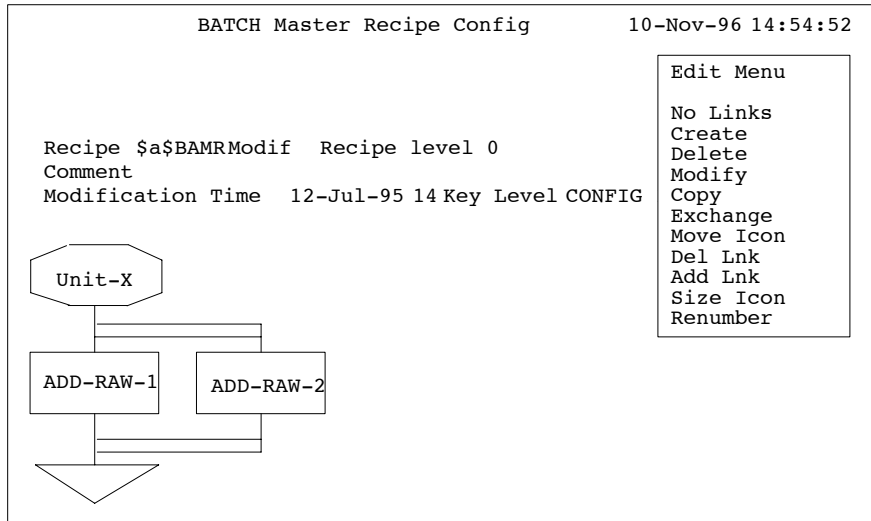 BATCH Master Recipe Config 10-Nov-96 14:54:52
Edit Menu
No Links
Create
Delete
Modify
Copy
Exchange
Move Icon
Del Lnk
Add Lnk
Size Icon
Renumber
Recipe $a$BAMRModif Recipe level 0
Comment
Modification Time 12-Jul-95 14 Key Level CONFIG
Unit-X
ADD-RAW-1
ADD-RAW-2